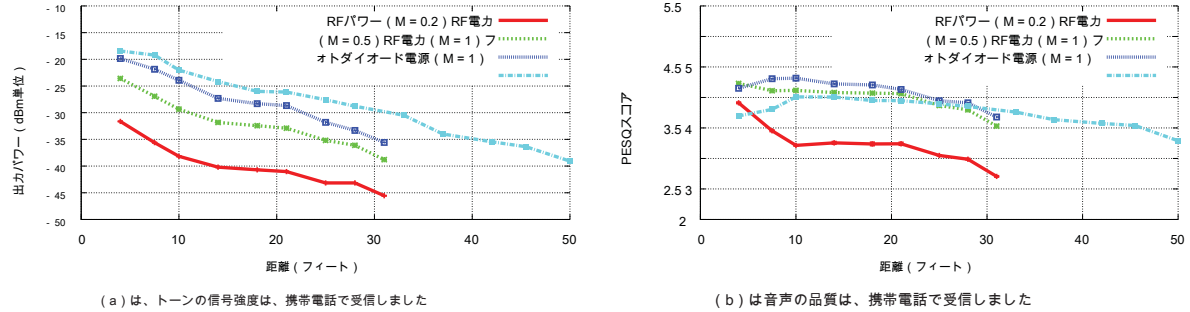 - 10
- 15
- 20
- 25
- 30
- 35
- 40
- 45
- 50
0 10 20 30 40 50
出力パワー ( dBm単位)
距離 ( フィート )
RFパワー ( M = 0.2 ) RF電力
( M = 0.5 ) RF電力 ( M = 1 ) フ
ォトダイオード電源 ( M = 1 )
( a ) は、トーンの信号強度は、携帯電話で受信しました
5.5
4.5 5
3.5 4
2.5 3
2
0 10 20 30 40 50
PESQスコア
距離 ( フィート )
RFパワー ( M = 0.2 ) RF電力
( M = 0.5 ) RF電力 ( M = 1 ) フ
ォトダイオード電源 ( M = 1 )
( b ) は音声の品質は、携帯電話で受信しました